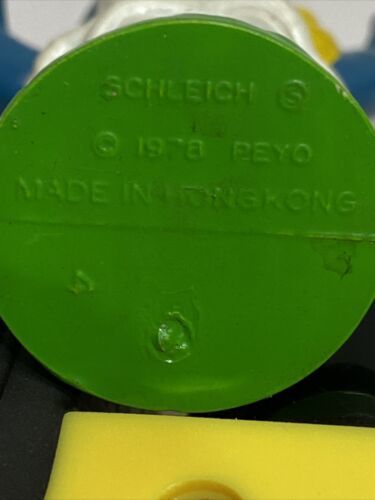 SCHLEICH Ⓢ
© 1978 PEYO
MADE IN HONGKONG